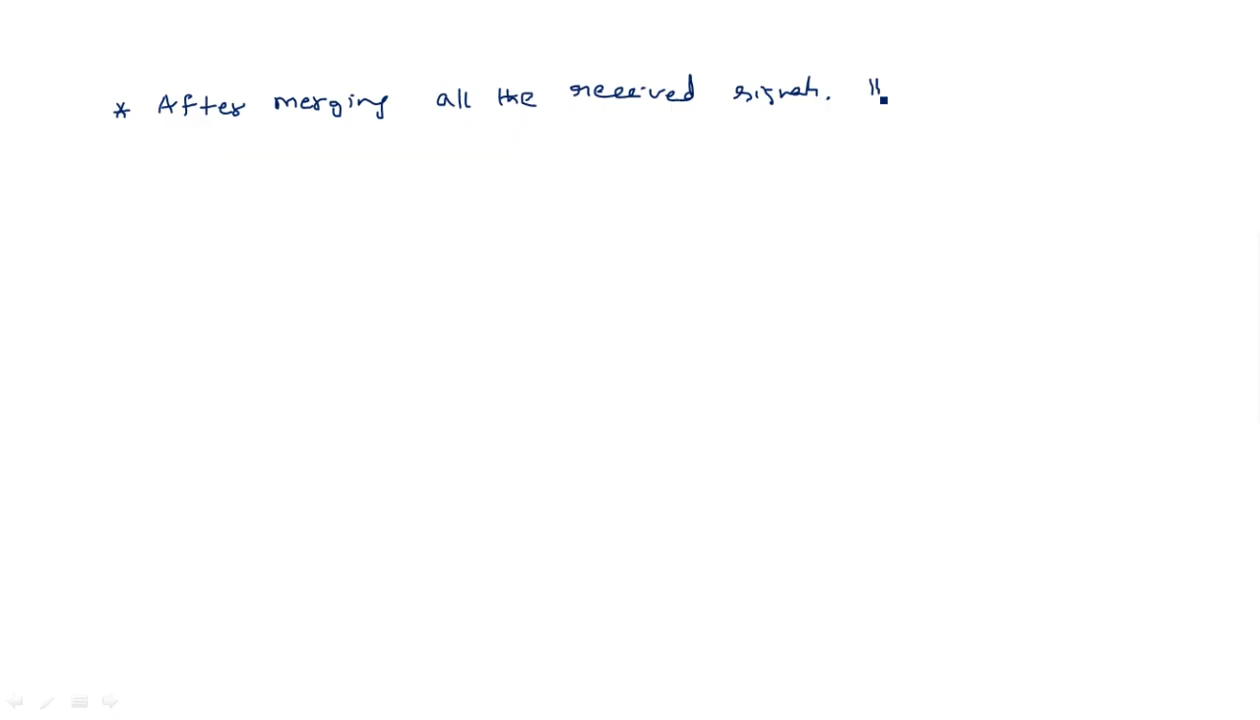 * After merging all the received signals.